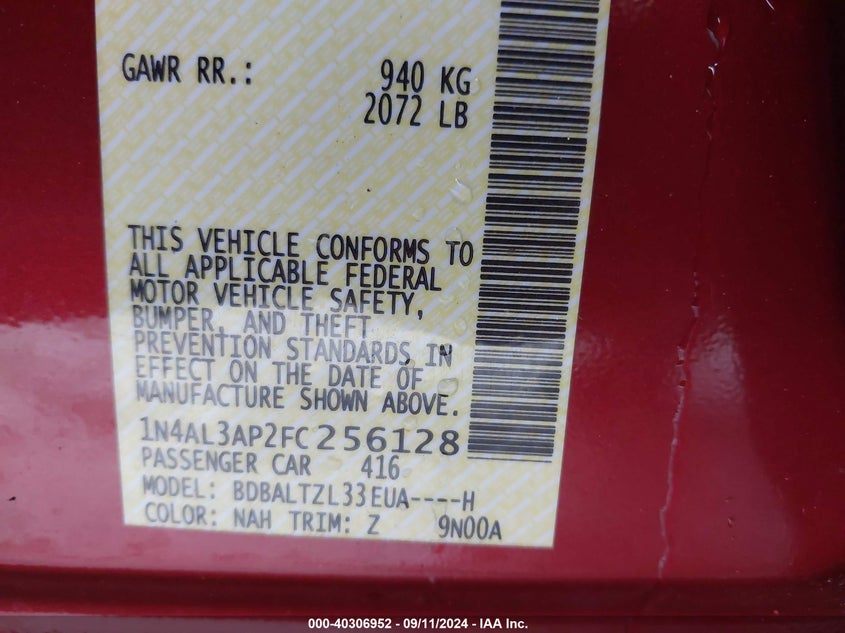 GAWR RR.: 940 KG
2072 LB
THIS VEHICLE CONFORMS TO
ALL APPLICABLE FEDERAL
MOTOR VEHICLE SAFETY,
BUMPER, AND THEFT
PREVENTION STANDARDS IN
EFFECT ON THE DATE OF
MANUFACTURE SHOWN ABOVE.
1N4AL3AP2FC256128
PASSENGER CAR 416
MODEL: BDBALTZL33EUA----H
COLOR: NAH TRIM: Z 9N00A
000-40306952 - 09/11/2024 - IAA Inc.